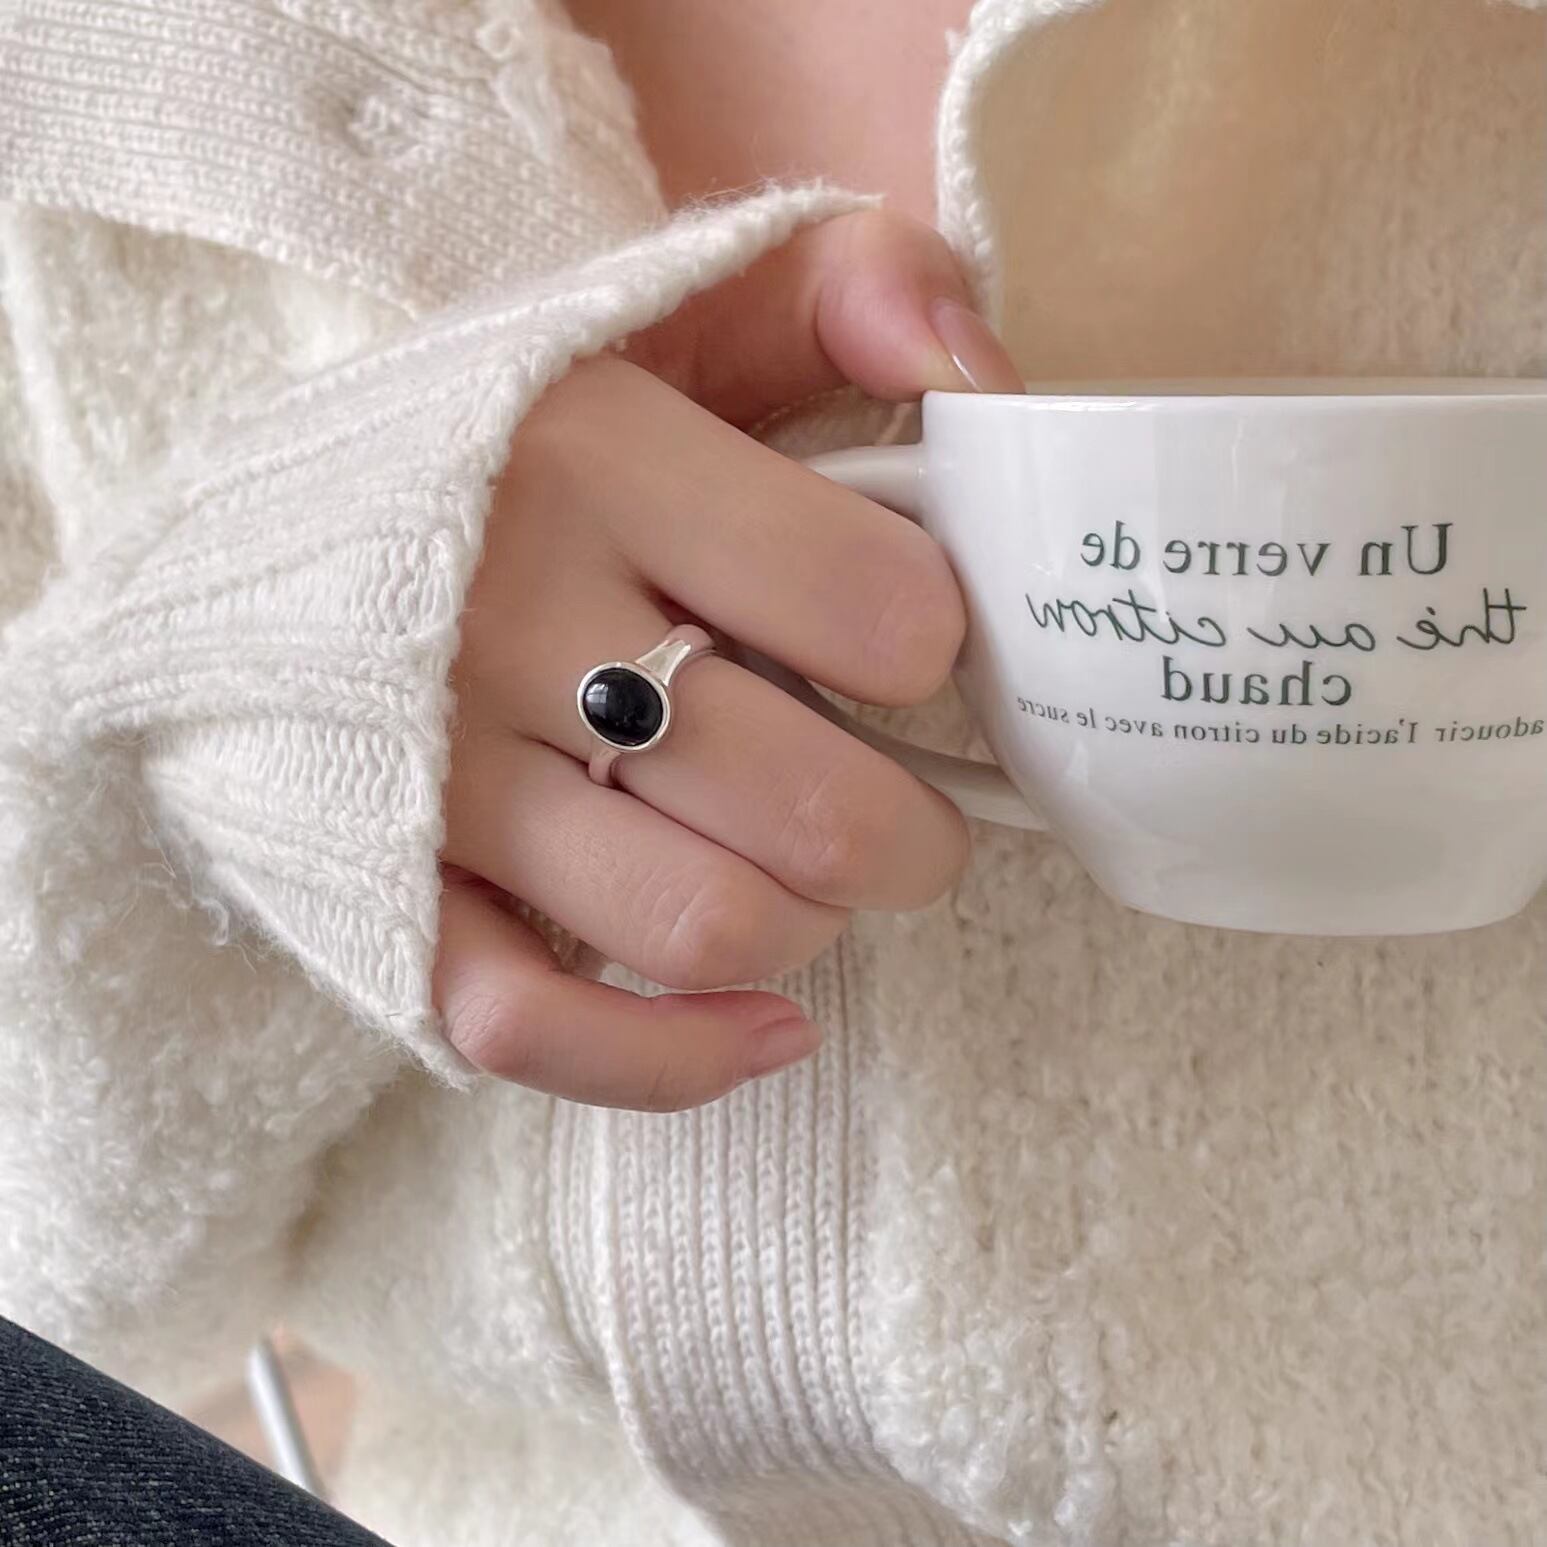 Un verre de
thé au citron
chaud
adoucir l'acide du citron avec le sucre